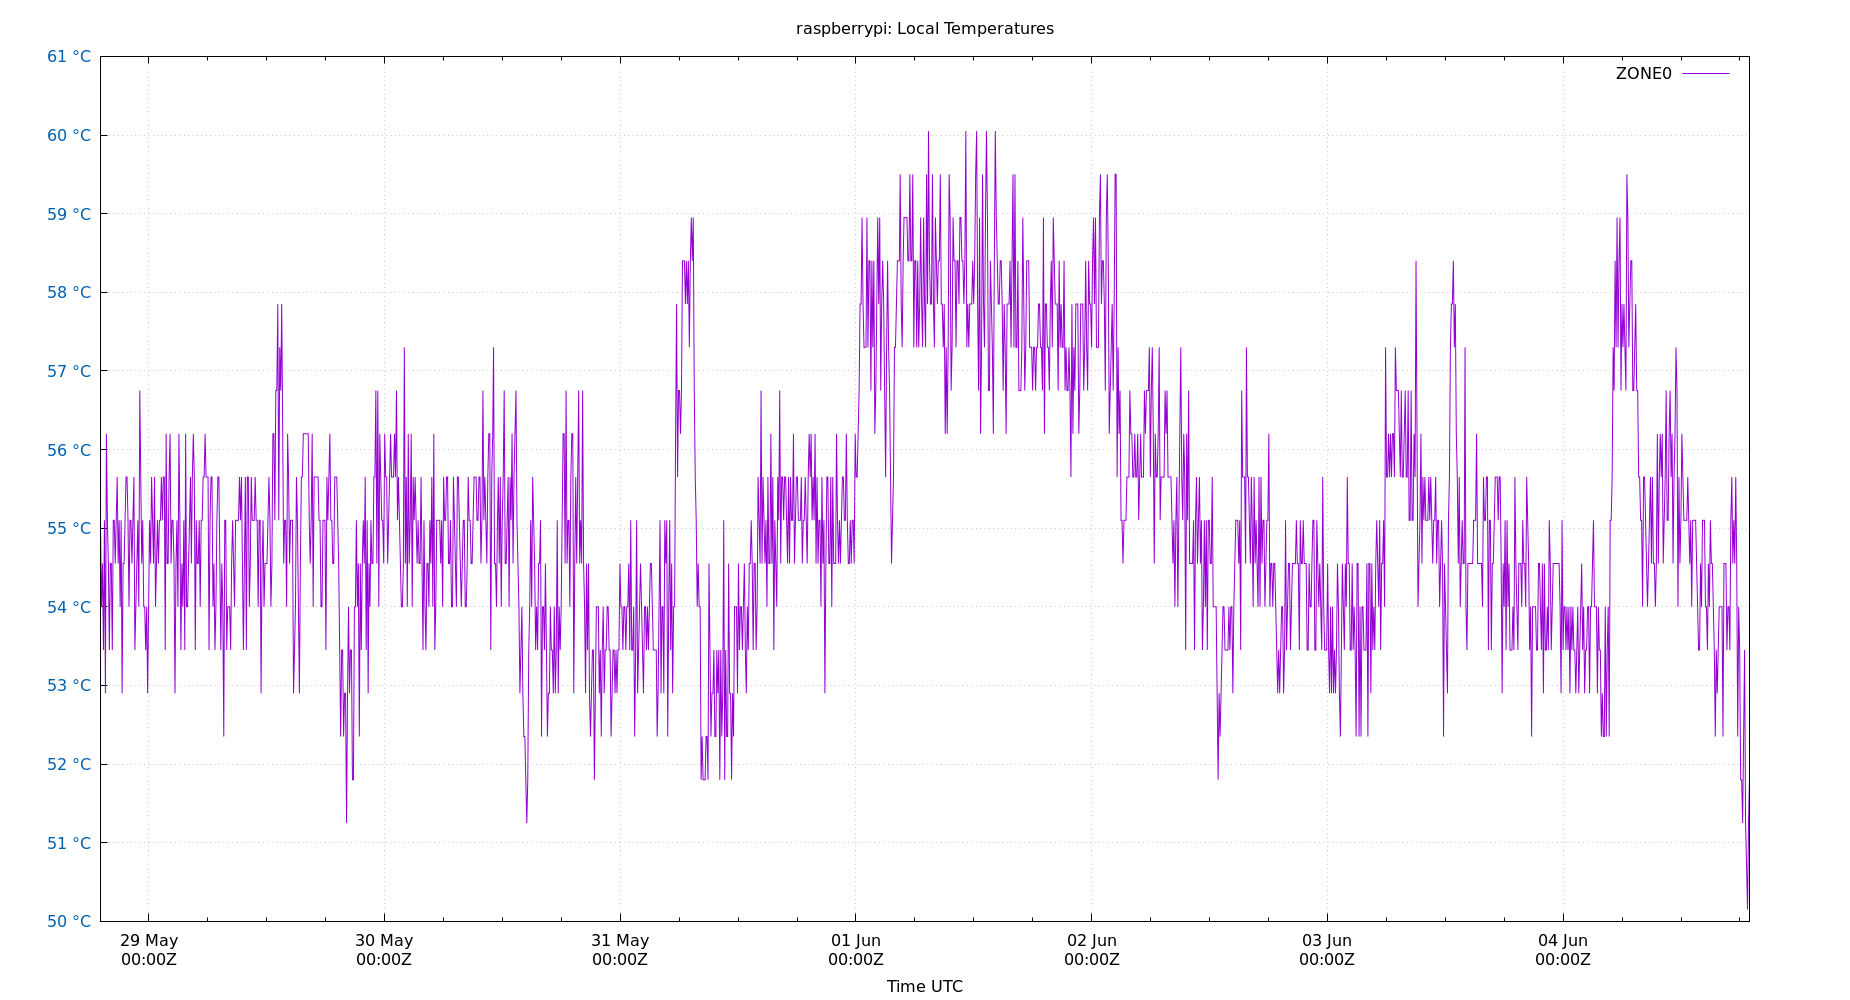 raspberrypi: Local Temperatures
ZONE0
61 °C
60 °C
59 °C
58 °C
57 °C
56 °C
55 °C
54 °C
53 °C
52 °C
51 °C
50 °C
29 May
00:00Z
30 May
00:00Z
31 May
00:00Z
01 Jun
00:00Z
02 Jun
00:00Z
03 Jun
00:00Z
04 Jun
00:00Z
Time UTC